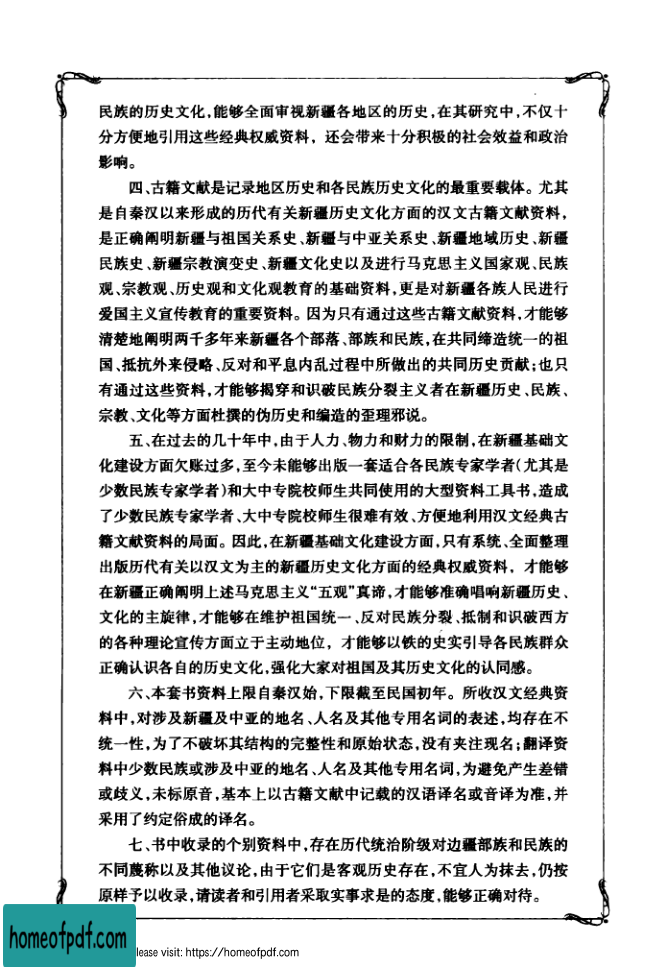 民族的历史文化,能够全面审视新疆各地区的历史,在其研究中,不仅十
分方便地引用这些经典权威资料，还会带来十分积极的社会效益和政治
影响。
四、古籍文献是记录地区历史和各民族历史文化的最重要载体。尤其
是自秦汉以来形成的历代有关新疆历史文化方面的汉文古籍文献资料，
是正确阐明新疆与祖国关系史、新疆与中亚关系史、新疆地域历史、新疆
民族史、新疆宗教演变史、新疆文化史以及进行马克思主义国家观、民族
观、宗教观、历史观和文化观教育的基础资料,更是对新疆各族人民进行
爱国主义宣传教育的重要资料。因为只有通过这些古籍文献资料,才能够
清楚地阐明两千多年来新疆各个部落、部族和民族,在共同缔造统一的祖
国、抵抗外来侵略、反对和平息内乱过程中所做出的共同历史贡献;也只
有通过这些资料,才能够揭穿和识破民族分裂主义者在新疆历史、民族、
宗教、文化等方面杜撰的伪历史和编造的歪理邪说。
五、在过去的几十年中,由于人力、物力和财力的限制,在新疆基础文
化建设方面欠账过多,至今未能够出版一套适合各民族专家学者(尤其是
少数民族专家学者)和大中专院校师生共同使用的大型资料工具书,造成
了少数民族专家学者、大中专院校师生很难有效、方便地利用汉文经典古
籍文献资料的局面。因此,在新疆基础文化建设方面,只有系统、全面整理
出版历代有关以汉文为主的新疆历史文化方面的经典权威资料，才能够
在新疆正确阐明上述马克思主义“五观”真谛,才能够准确唱响新疆历史、
文化的主旋律,才能够在维护祖国统一、反对民族分裂、抵制和识破西方
的各种理论宣传方面立于主动地位，才能够以铁的史实引导各民族群众
正确认识各自的历史文化,强化大家对祖国及其历史文化的认同感。
六、本套书资料上限自秦汉始,下限截至民国初年。所收汉文经典资
料中,对涉及新疆及中亚的地名、人名及其他专用名词的表述,均存在不
统一性,为了不破坏其结构的完整性和原始状态,没有夹注现名;翻译资
料中少数民族或涉及中亚的地名、人名及其他专用名词,为避免产生差错
或歧义,未标原音,基本上以古籍文献中记载的汉语译名或音译为准,并
采用了约定俗成的译名。
七、书中收录的个别资料中,存在历代统治阶级对边疆部族和民族的
不同蔑称以及其他议论,由于它们是客观历史存在,不宜人为抹去,仍按
原样予以收录,请读者和引用者采取实事求是的态度,能够正确对待。
homeofpdf.com
lease visit: https://homeofpdf.com